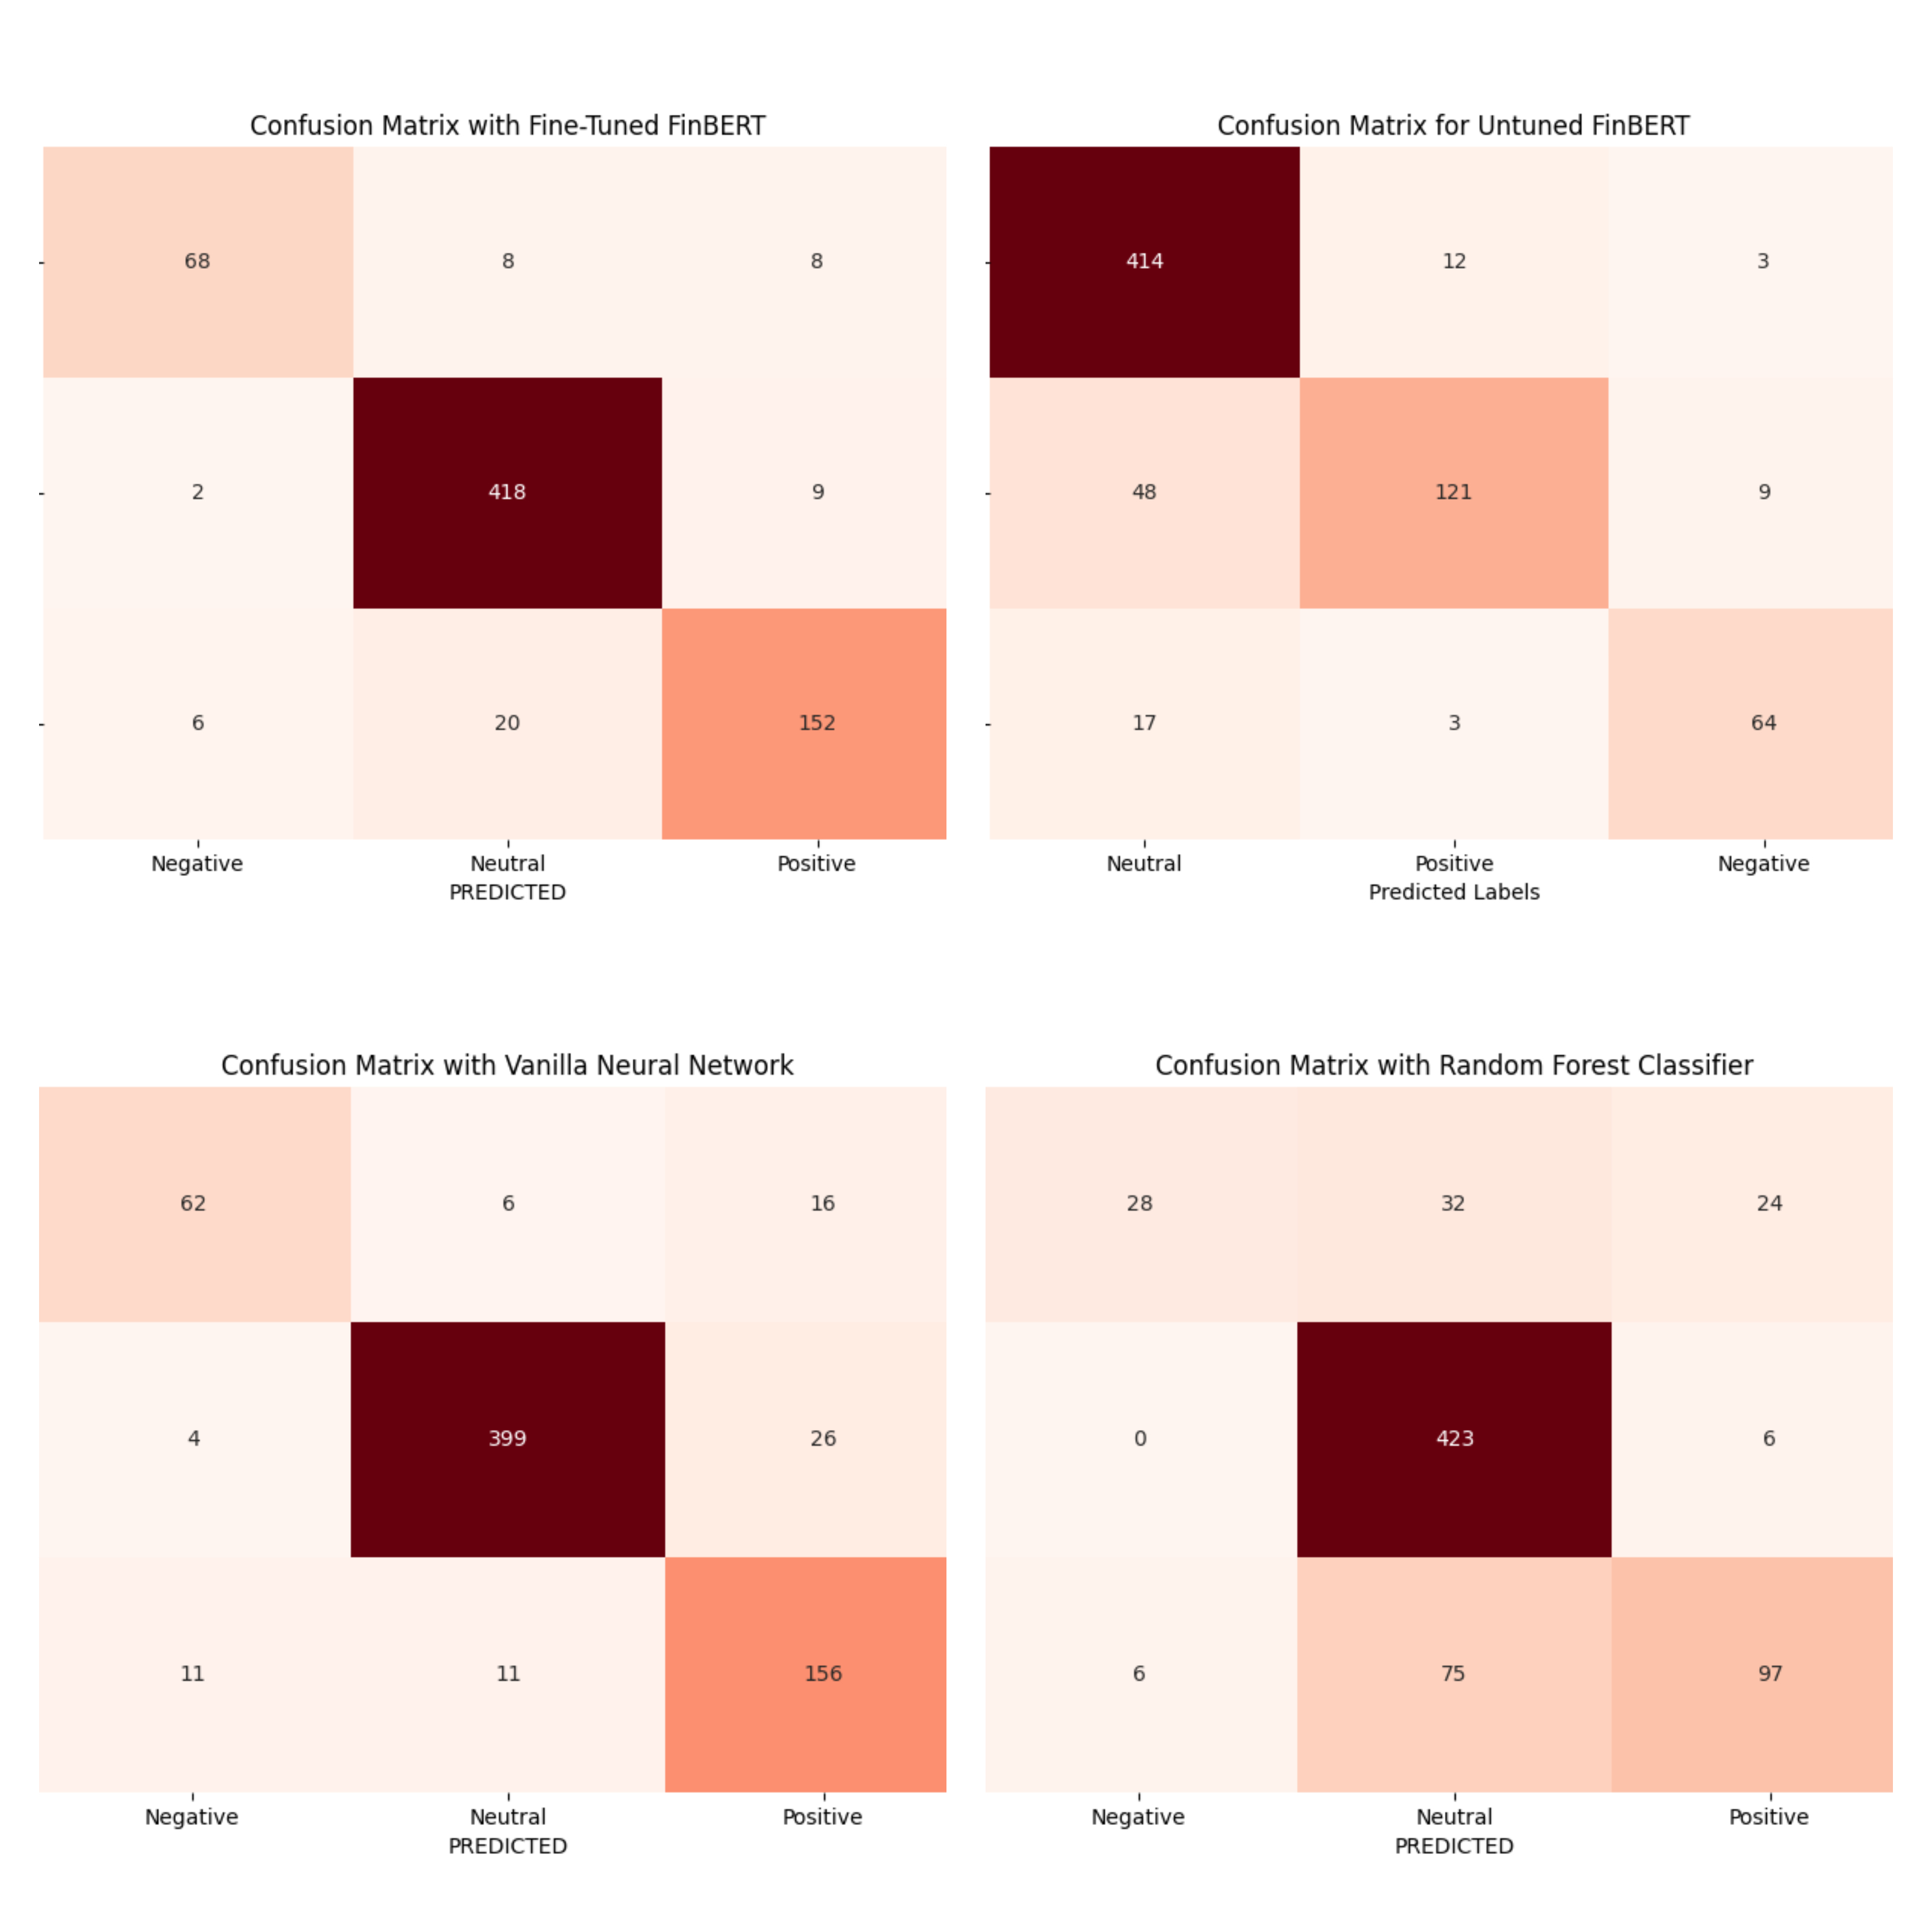 Confusion Matrix with Fine-Tuned FinBERT
68 8 8
2 418 9
6 20 152
Negative Neutral Positive
PREDICTED
Confusion Matrix for Untuned FinBERT
414 12 3
48 121 9
17 3 64
Neutral Positive Negative
Predicted Labels
Confusion Matrix with Vanilla Neural Network
62 6 16
4 399 26
11 11 156
Negative Neutral Positive
PREDICTED
Confusion Matrix with Random Forest Classifier
28 32 24
0 423 6
6 75 97
Negative Neutral Positive
PREDICTED